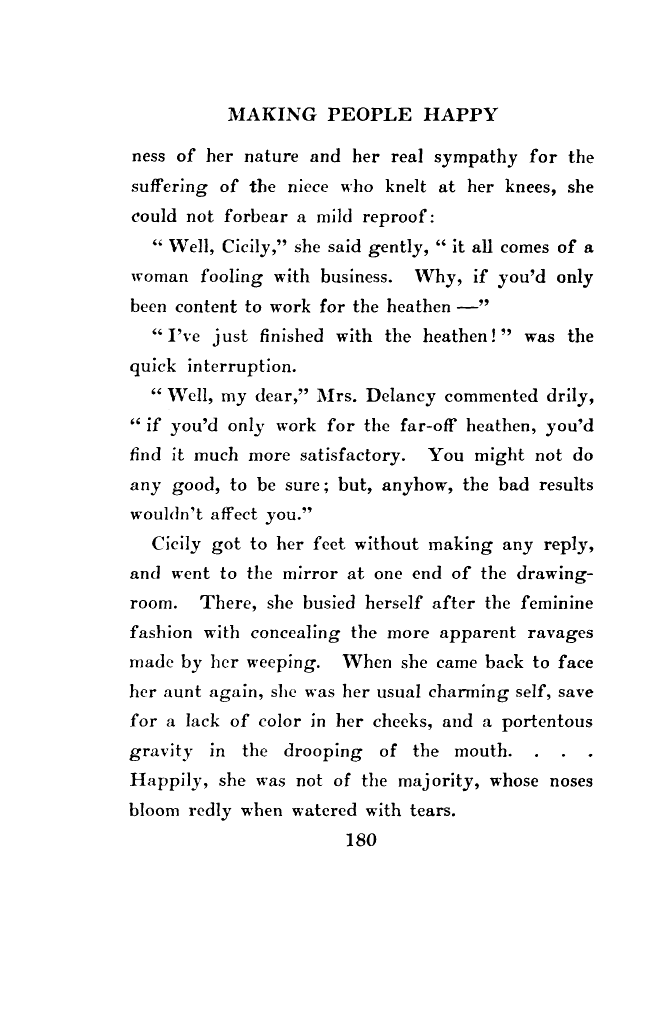 MAKING PEOPLE HAPPY
ness of her nature and her real sympathy for the
suffering of the niece who knelt at her knees, she
could not forbear a mild reproof:
“ Well, Cicily,” she said gently, “ it all comes of a
woman fooling with business. Why, if you’d only
been content to work for the heathen —”
“ I’ve just finished with the heathen! ” was the
quick interruption.
“ Well, my dear,” Mrs. Delancy commented drily,
“ if you’d only work for the far-off heathen, you’d
find it much more satisfactory. You might not do
any good, to be sure; but, anyhow, the bad results
wouldn’t affect you.”
Cicily got to her feet without making any reply,
and went to the mirror at one end of the drawing-
room. There, she busied herself after the feminine
fashion with concealing the more apparent ravages
made by her weeping. When she came back to face
her aunt again, she was her usual charming self, save
for a lack of color in her cheeks, and a portentous
gravity in the drooping of the mouth. . . .
Happily, she was not of the majority, whose noses
bloom redly when watered with tears.
180